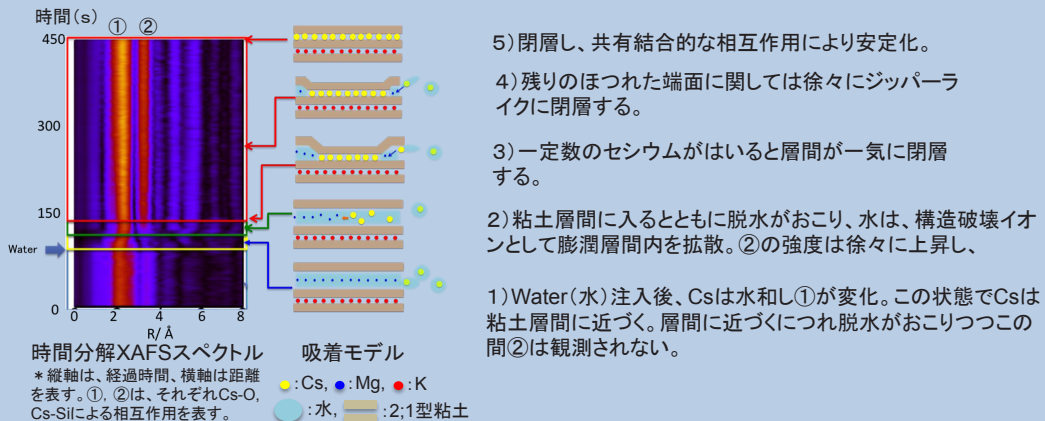 時間(s)
① ②
450
300
150
Water
0
0 2 4 6 8
R/ Å
時間分解XAFSスペクトル
*縦軸は、経過時間、横軸は距離
を表す。①, ②は、それぞれCs-O,
Cs-Siによる相互作用を表す。
吸着モデル
:Cs, :Mg, :K
:水, :2;1型粘土
5)閉層し、共有結合的な相互作用により安定化。
4)残りのほつれた端面に関しては徐々にジッパーラ
イクに閉層する。
3)一定数のセシウムがはいると層間が一気に閉層
する。
2)粘土層間に入るとともに脱水がおこり、水は、構造破壊イオ
ンとして膨潤層間内を拡散。②の強度は徐々に上昇し、
1)Water(水)注入後、Csは水和し①が変化。この状態でCsは
粘土層間に近づく。層間に近づくにつれ脱水がおこりつつこの
間②は観測されない。